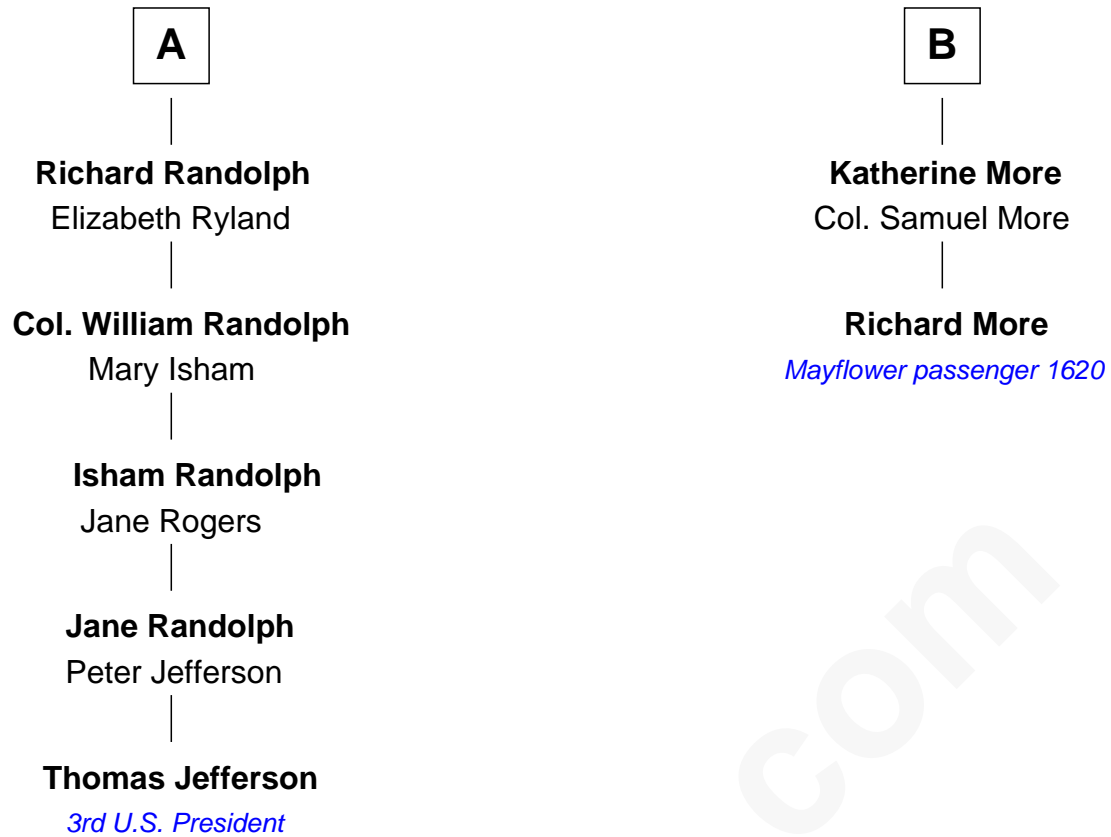 A
Richard Randolph
Elizabeth Ryland
Col. William Randolph
Mary Isham
Isham Randolph
Jane Rogers
Jane Randolph
Peter Jefferson
Thomas Jefferson
3rd U.S. President
B
Katherine More
Col. Samuel More
Richard More
Mayflower passenger 1620
com